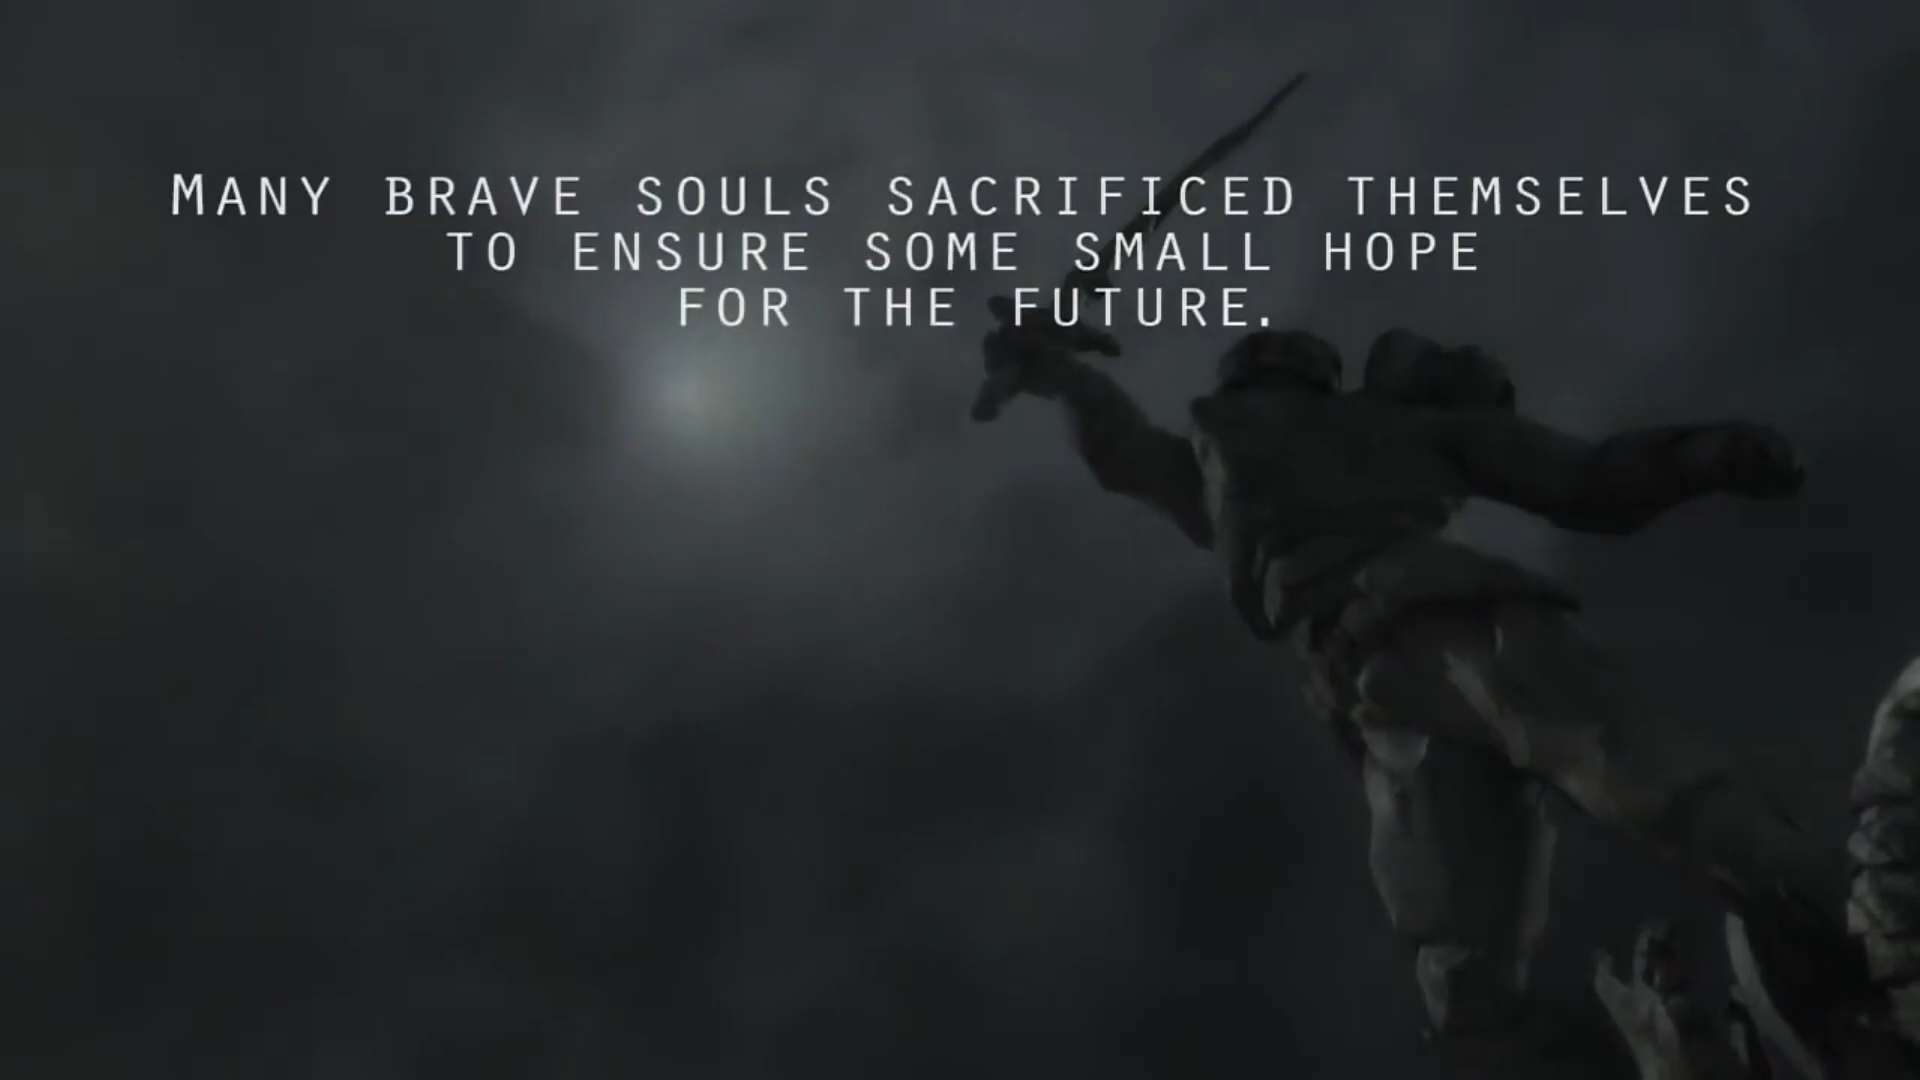 Many brave souls sacrificed themselves
to ensure some small hope
for the future.